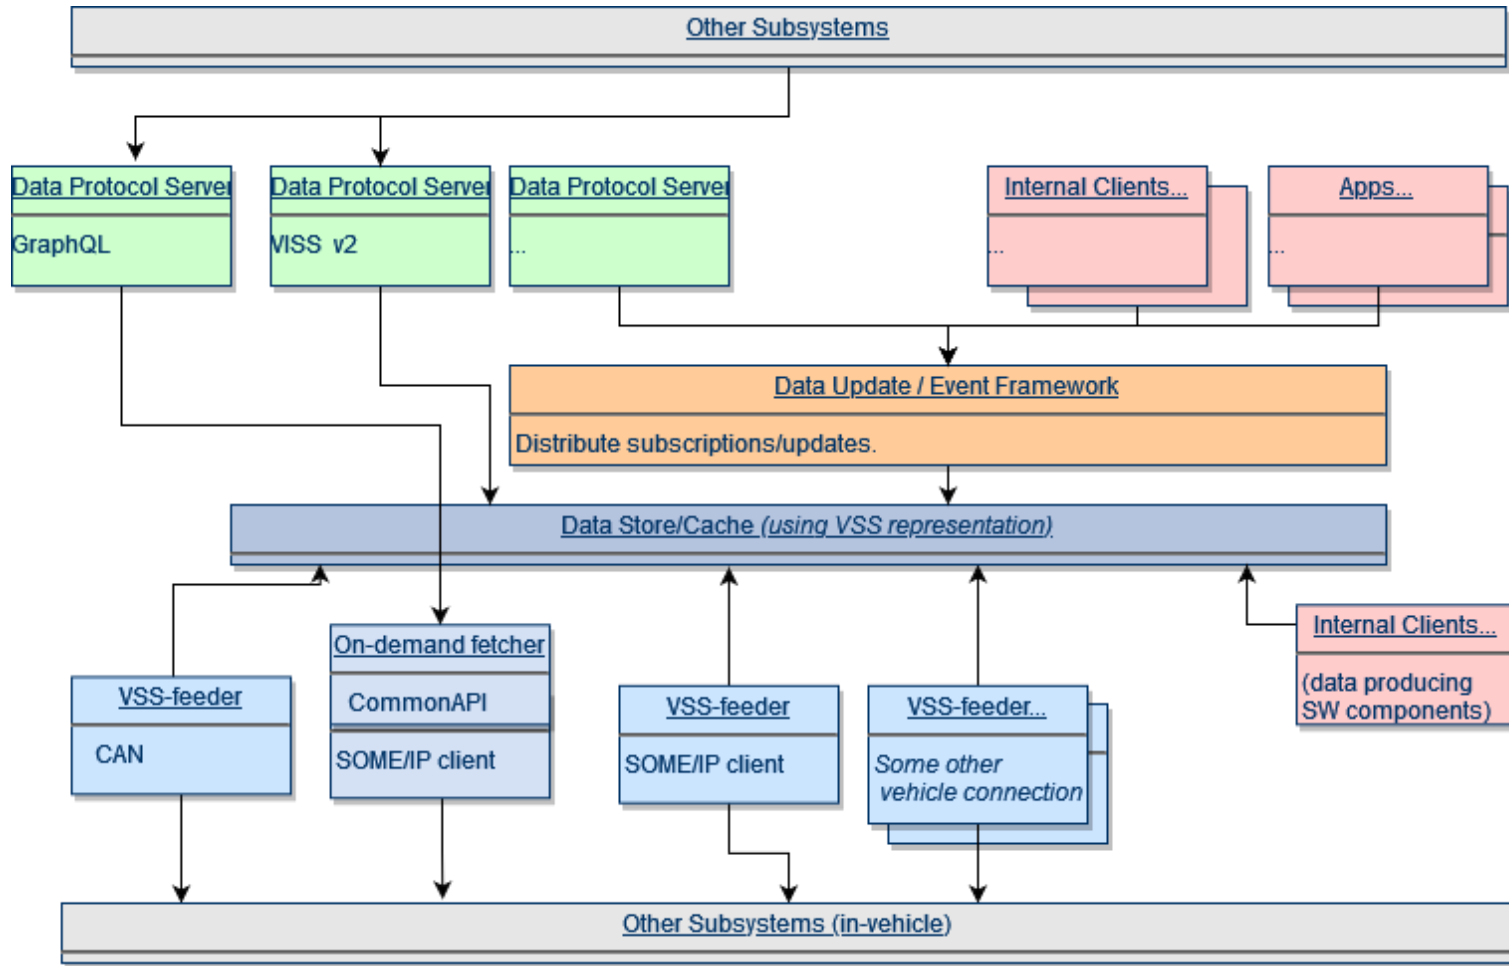 Other Subsystems
Data Protocol Server
GraphQL
Data Protocol Server
VISS v2
Data Protocol Server
...
Internal Clients...
...
Apps...
...
Data Update / Event Framework
Distribute subscriptions/updates.
Data Store/Cache (using VSS representation)
VSS-feeder
CAN
On-demand fetcher
CommonAPI
SOME/IP client
VSS-feeder
SOME/IP client
VSS-feeder...
Some other
vehicle connection
Internal Clients...
(data producing
SW components)
Other Subsystems (in-vehicle)